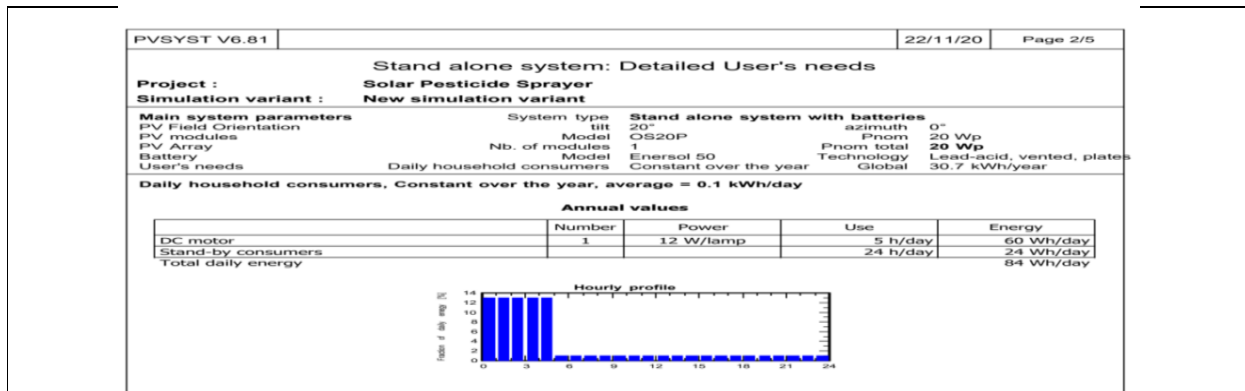 PVSYST V6.81 22/11/20 Page 2/5
Stand alone system: Detailed User's needs
Project : Solar Pesticide Sprayer
Simulation variant : New simulation variant
Main system parameters System type Stand alone system with batteries
PV Field Orientation tilt 20° azimuth 0°
PV modules Model OS20P Pnom 20 Wp
PV Array Nb. of modules 1 Pnom total 20 Wp
Battery Model Enersol 50 Technology Lead-acid, vented, plates
User's needs Daily household consumers Constant over the year Global 30.7 kWh/year
Daily household consumers, Constant over the year, average = 0.1 kWh/day
Annual values
Number Power Use Energy
DC motor 1 12 W/lamp 5 h/day 60 Wh/day
Stand-by consumers 24 h/day 24 Wh/day
Total daily energy 84 Wh/day
Hourly profile
Fraction of daily energy [%]
14
12
10
8
6
4
2
0
0 3 6 9 12 15 18 21 24